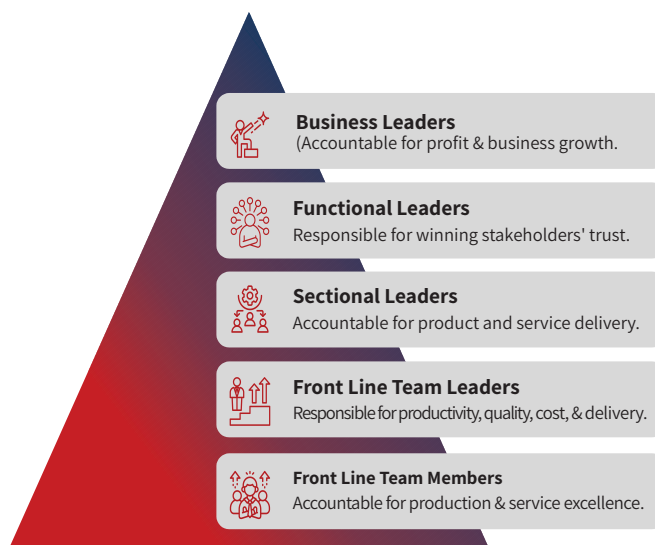 Business Leaders
(Accountable for profit & business growth.
Functional Leaders
Responsible for winning stakeholders' trust.
Sectional Leaders
Accountable for product and service delivery.
Front Line Team Leaders
Responsible for productivity, quality, cost, & delivery.
Front Line Team Members
Accountable for production & service excellence.